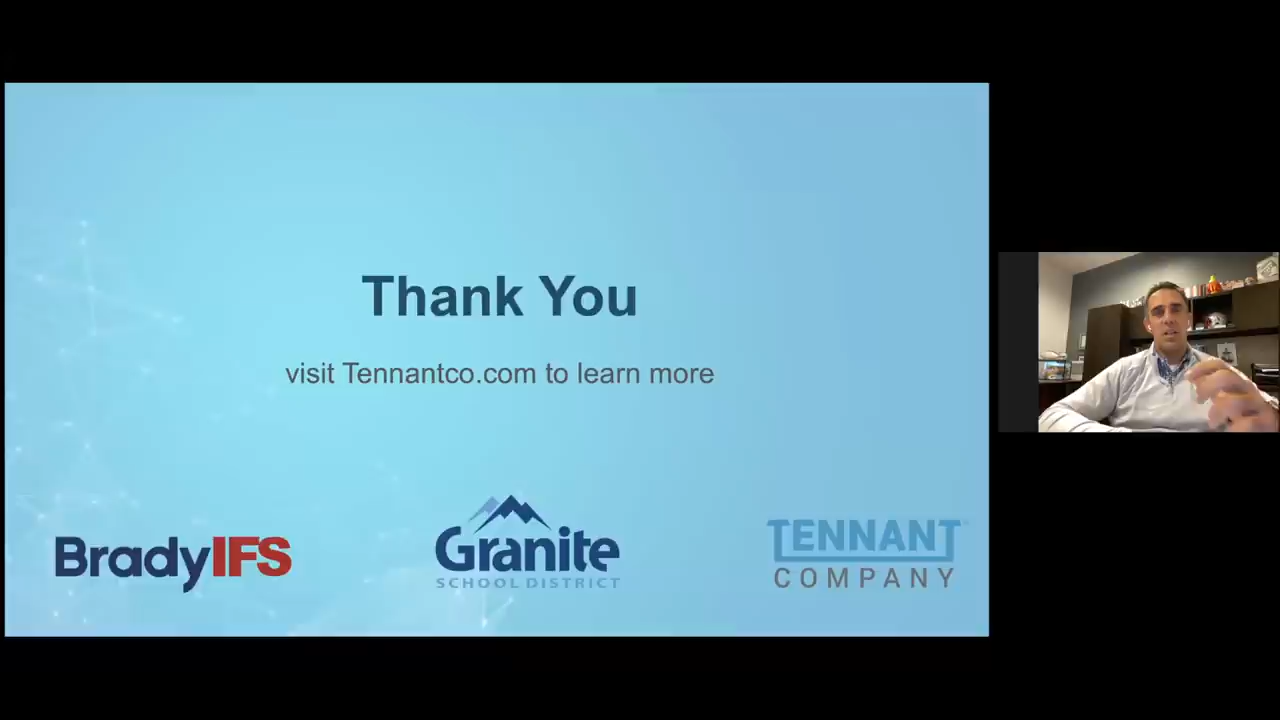 Thank You
visit Tennantco.com to learn more
BradyIFS
Granite
SCHOOL DISTRICT
TENNANT
COMPANY